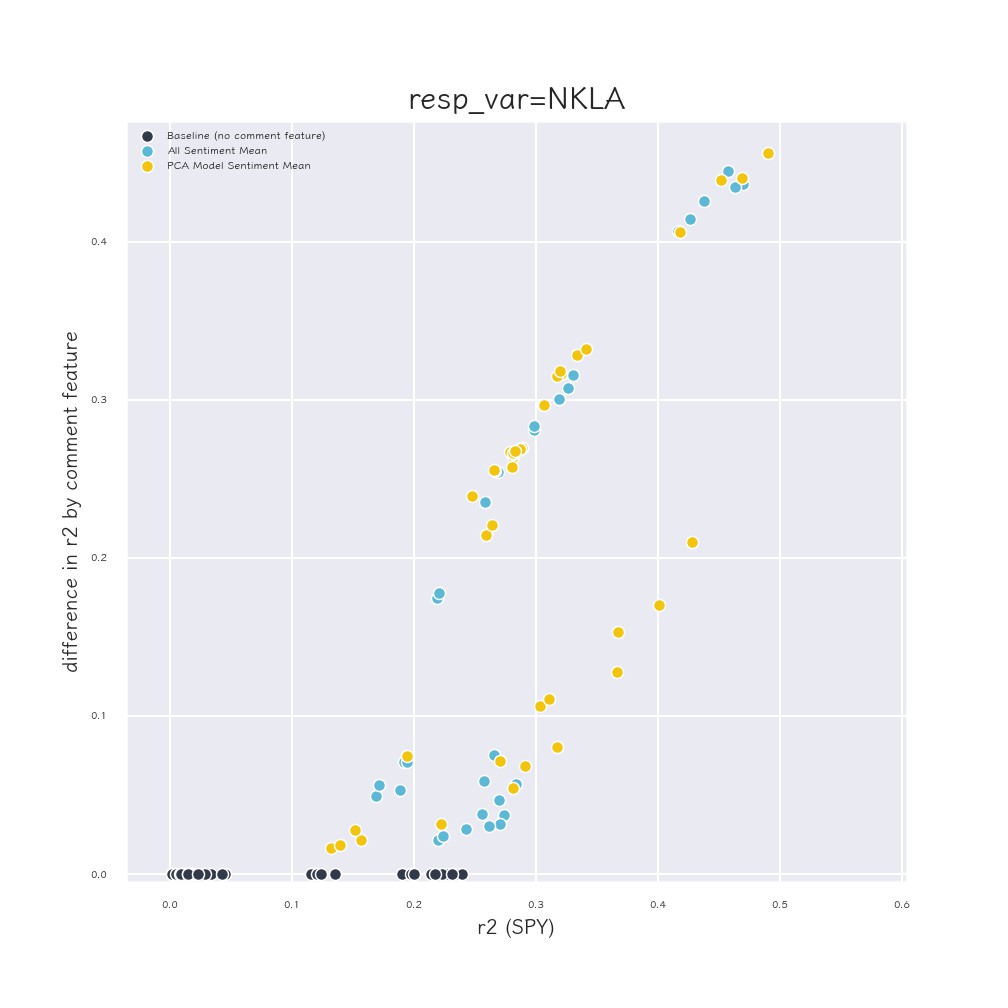 resp_var=NKLA
Baseline (no comment feature)
All Sentiment Mean
PCA Model Sentiment Mean
difference in r2 by comment feature
0.4
0.3
0.2
0.1
0.0
0.0 0.1 0.2 0.3 0.4 0.5 0.6
r2 (SPY)